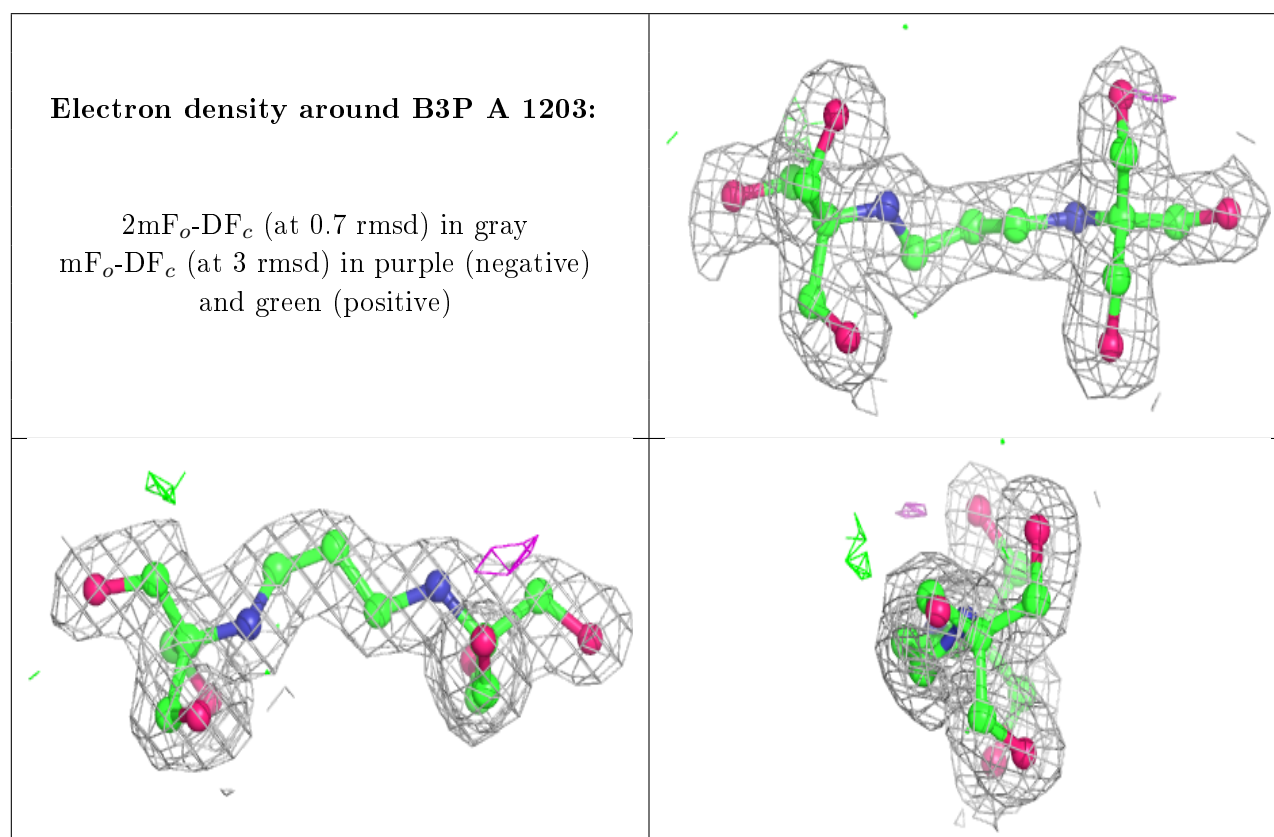 Electron density around B3P A 1203:
2mFo-DFc (at 0.7 rmsd) in gray
mFo-DFc (at 3 rmsd) in purple (negative)
and green (positive)